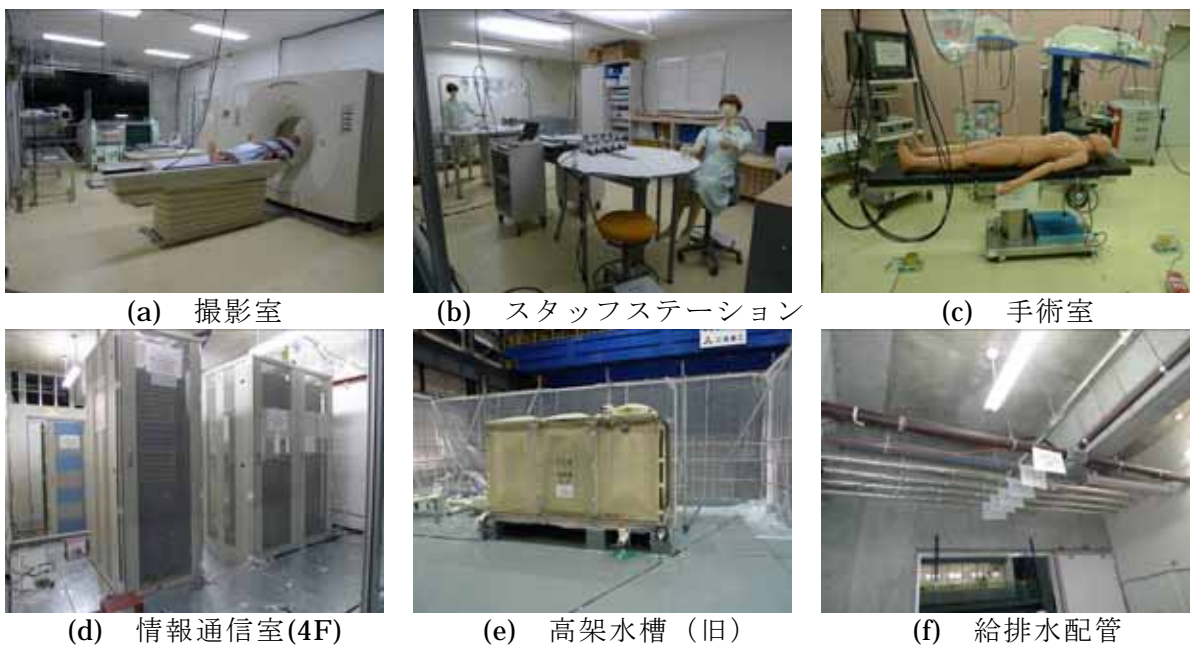 (a) 撮影室
(b) スタッフステーション
(c) 手術室
(d) 情報通信室(4F)
(e) 高架水槽（旧）
(f) 給排水配管